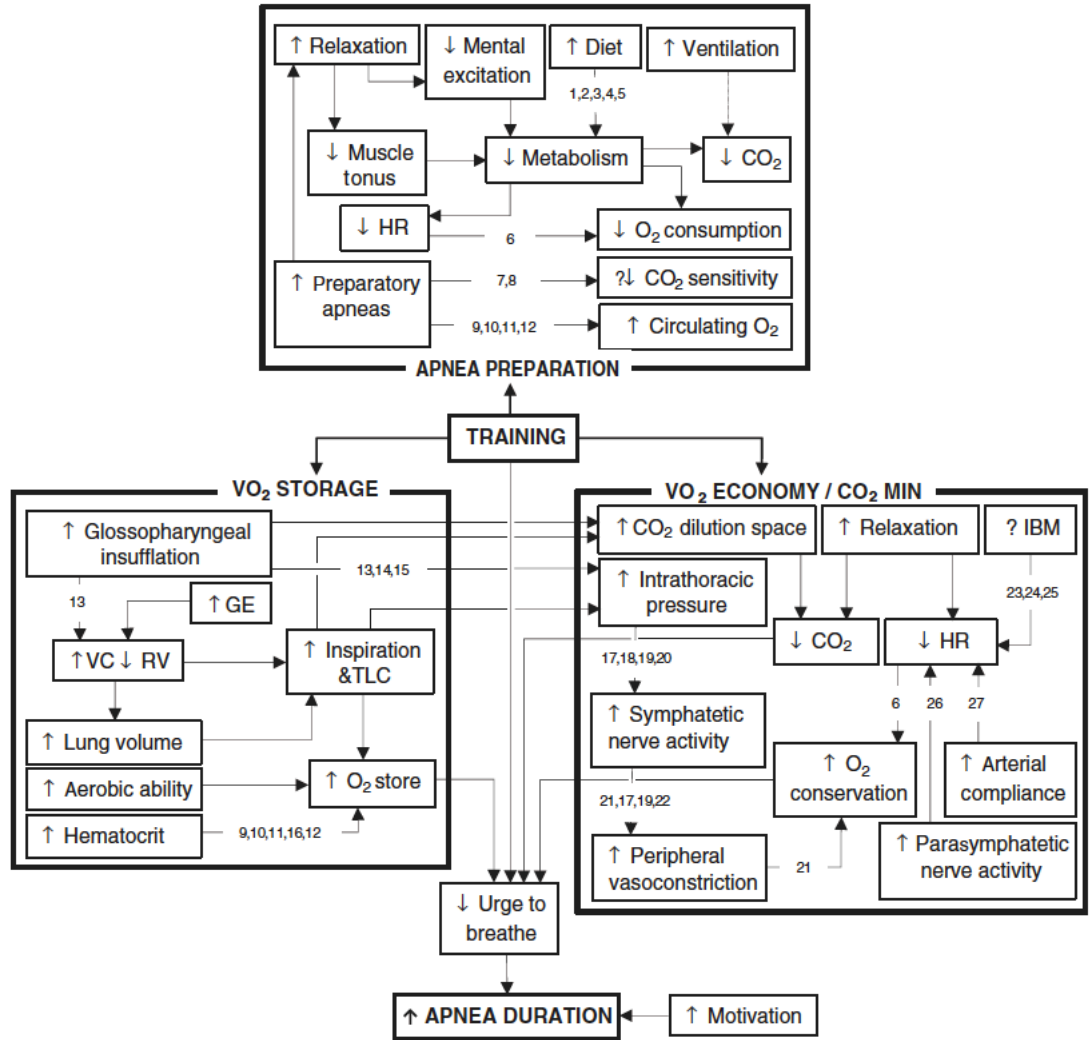 ↑ Relaxation
↓ Mental
excitation
↑ Diet
↑ Ventilation
1,2,3,4,5
↓ Muscle
tonus
↓ Metabolism
↓ CO₂
↓ HR
6
↓ O₂ consumption
↑ Preparatory
apneas
7,8
?↓ CO₂ sensitivity
9,10,11,12
↑ Circulating O₂
APNEA PREPARATION
TRAINING
VO₂ STORAGE
↑ Glossopharyngeal
insufflation
13,14,15
13
↑ GE
↑VC↓ RV
↑ Inspiration
&TLC
↑ Lung volume
↑ Aerobic ability
↑ O₂ store
↑ Hematocrit
9,10,11,16,12
VO₂ ECONOMY / CO₂ MIN
↑ CO₂ dilution space
↑ Relaxation
? IBM
↑ Intrathoracic
pressure
23,24,25
↓ CO₂
↓ HR
17,18,19,20
↑ Symphatetic
nerve activity
6
26
27
↑ O₂
conservation
↑ Arterial
compliance
21,17,19,22
↑ Peripheral
vasoconstriction
21
↑ Parasymphatetic
nerve activity
↓ Urge to
breathe
↑ APNEA DURATION
↑ Motivation